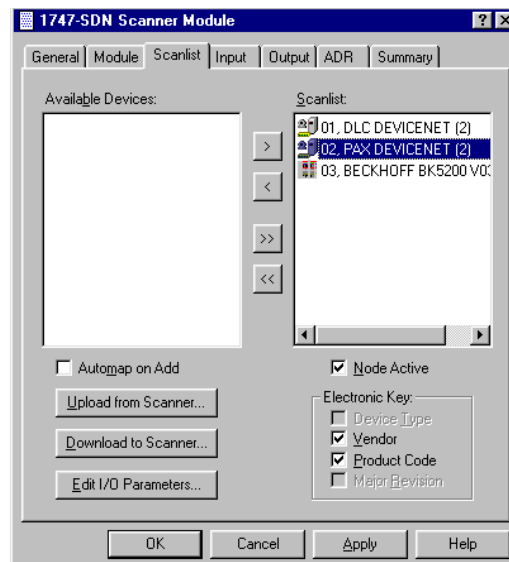 1747-SDN Scanner Module
General Module Scanlist Input Output ADR Summary
Available Devices:
Scanlist:
01, DLC DEVICENET (2)
02, PAX DEVICENET (2)
03, BECKHOFF BK5200 V03
>
<
>>
<<
Automap on Add
Node Active
Upload from Scanner...
Download to Scanner...
Edit I/O Parameters...
Electronic Key:
Device Type
Vendor
Product Code
Major Revision
OK Cancel Apply Help